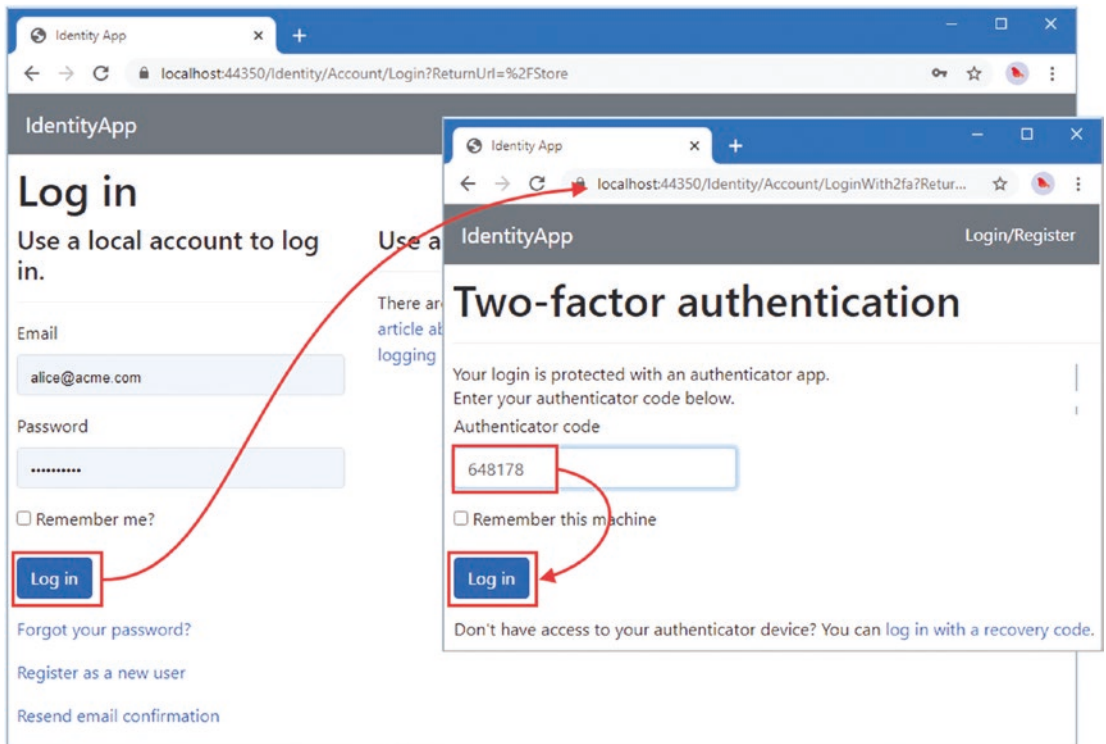 Identity App
localhost:44350/Identity/Account/Login?ReturnUrl=%2FStore
IdentityApp
Log in
Use a local account to log
in.
Email
alice@acme.com
Password
Remember me?
Log in
Forgot your password?
Register as a new user
Resend email confirmation
Use a
There are
article ab
logging
Identity App
localhost:44350/Identity/Account/LoginWith2fa?Retur...
IdentityApp
Login/Register
Two-factor authentication
Your login is protected with an authenticator app.
Enter your authenticator code below.
Authenticator code
648178
Remember this machine
Log in
Don't have access to your authenticator device? You can log in with a recovery code.